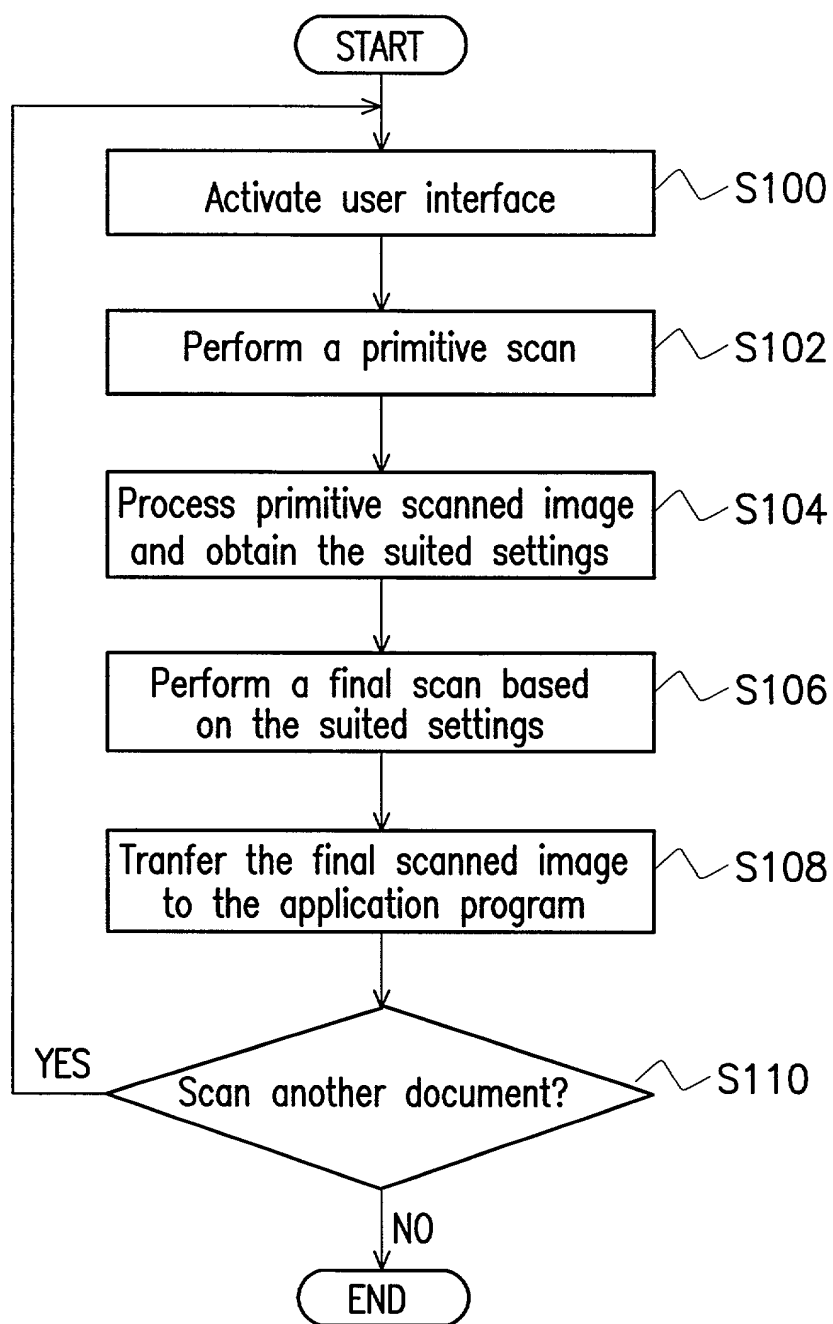 START
Activate user interface
S100
Perform a primitive scan
S102
Process primitive scanned image
and obtain the suited settings
S104
Perform a final scan based
on the suited settings
S106
Tranfer the final scanned image
to the application program
S108
YES
Scan another document?
S110
NO
END